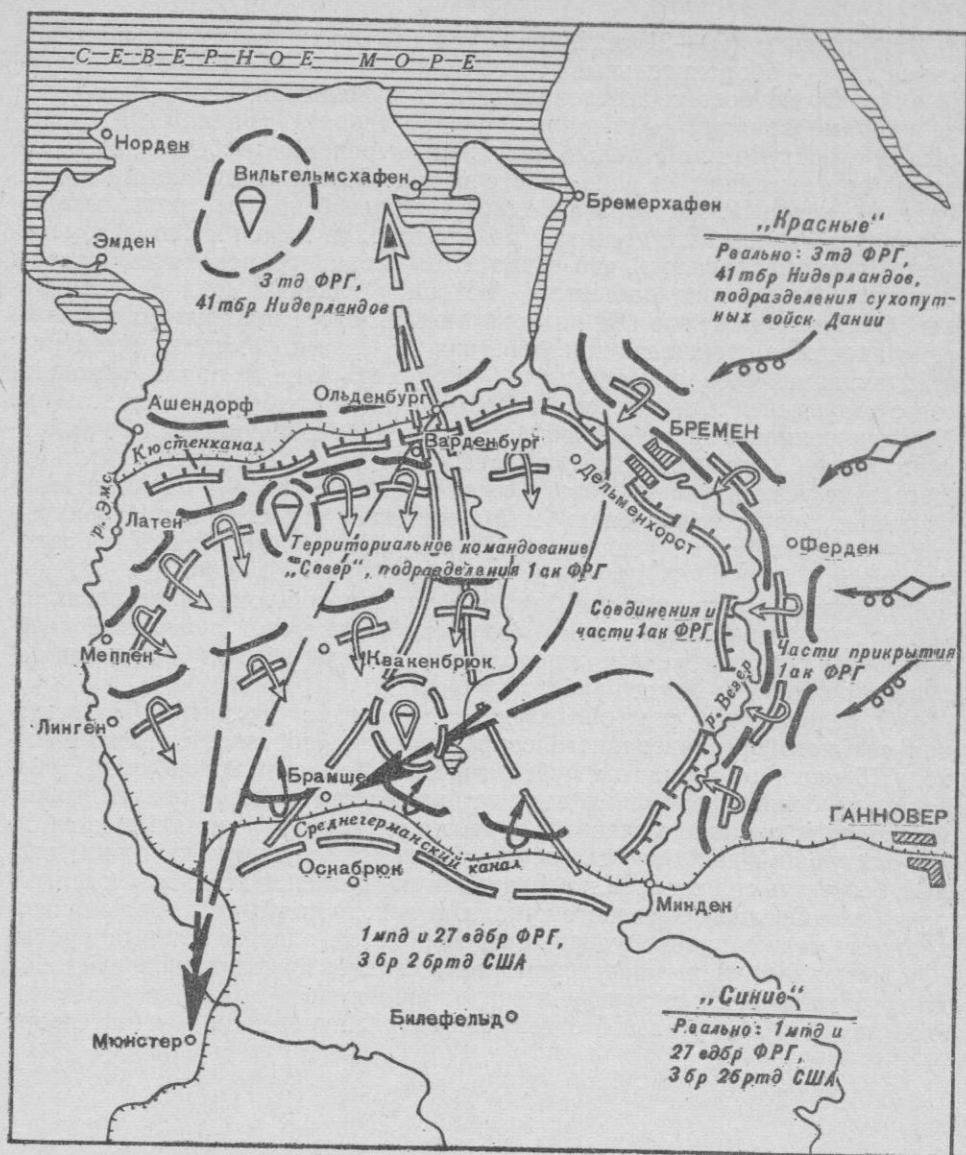 СЕВЕРНОЕ МОРЕ
Норден
Вильгельмсхафен
Бремерхафен
Эмден
3 тд ФРГ,
41 тбр Нидерландов
„Красные“
Реально: 3 тд ФРГ,
41 тбр Нидерландов,
подразделения сухопут-
ных войск Дании
Ашендорф
Ольденбург
Кюстенканал
Варденбург
БРЕМЕН
р. Эмс
Дельменхорст
Латен
Территориальное командование
„Север“, подразделения 1 ак ФРГ
Ферден
Соединения и
части 1 ак ФРГ
Меппен
Квакенбрюк
Части прикрытия
1 ак ФРГ
р. Везер
Линген
Брамше
Среднегерманский канал
ГАННОВЕР
Оснабрюк
Минден
1 мпд и 27 вдбр ФРГ,
3 бр 2 бртд США
„Синие“
Реально: 1 мпд и
27 вдбр ФРГ,
3 бр 2 бртд США
Билефельд
Мюнстер